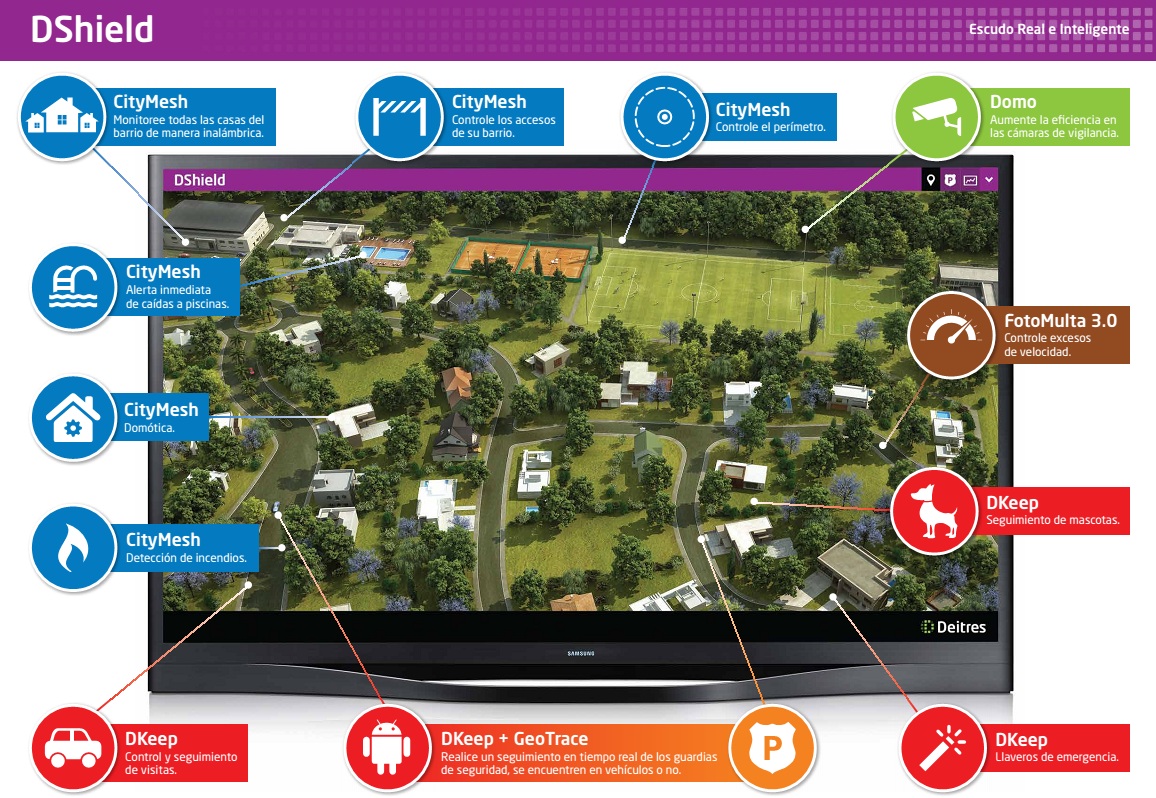 DShield
Escudo Real e Inteligente
CityMesh
Monitoree todas las casas del
barrio de manera inalámbrica.
CityMesh
Controle los accesos
de su barrio.
CityMesh
Controle el perímetro.
Domo
Aumente la eficiencia en
las cámaras de vigilancia.
DShield
P
CityMesh
Alerta inmediata
de caídas a piscinas.
FotoMulta 3.0
Controle excesos
de velocidad.
CityMesh
Domótica.
DKeep
Seguimiento de mascotas.
CityMesh
Detección de incendios.
Deitres
SAMSUNG
DKeep
Control y seguimiento
de visitas.
DKeep + GeoTrace
Realice un seguimiento en tiempo real de los guardias
de seguridad, se encuentren en vehículos o no.
P
DKeep
Llaveros de emergencia.